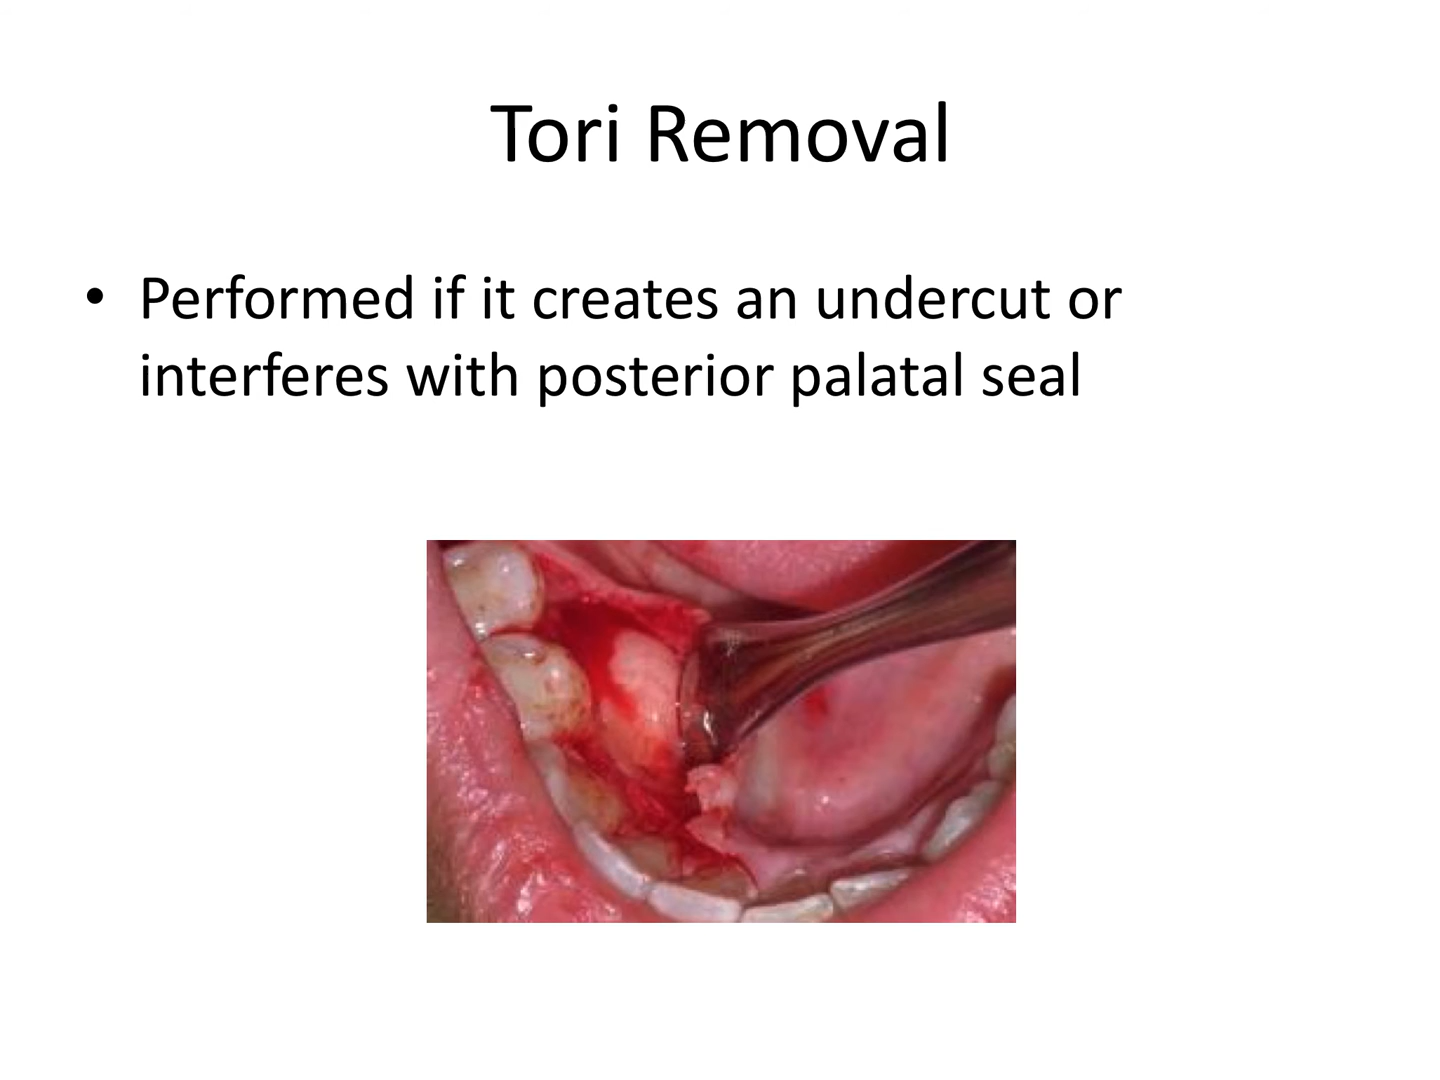 Tori Removal
• Performed if it creates an undercut or
interferes with posterior palatal seal